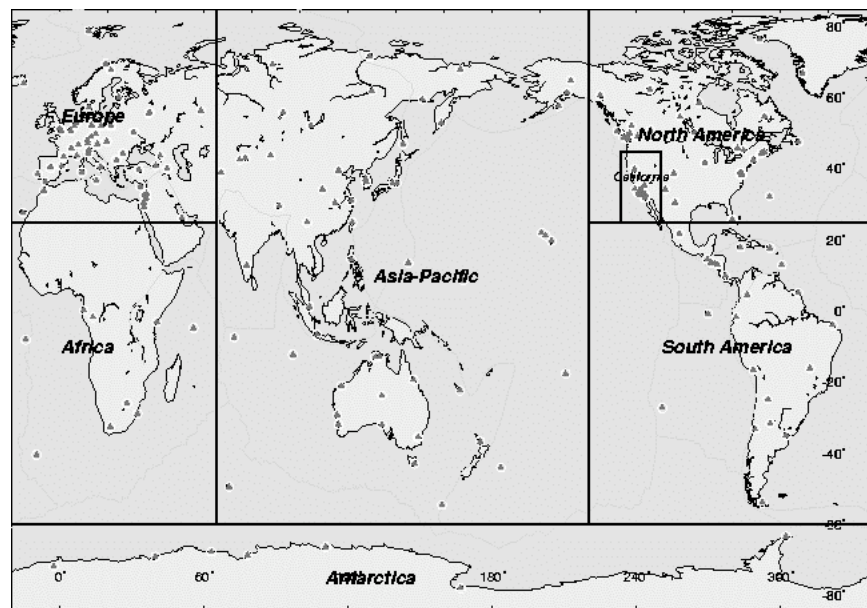 80˚
Europe
60˚
North America
40˚
California
20˚
Asia-Pacific
0˚
Africa
South America
-20˚
-40˚
-60˚
0˚
60˚
Antarctica
180˚
240˚
300˚
-80˚